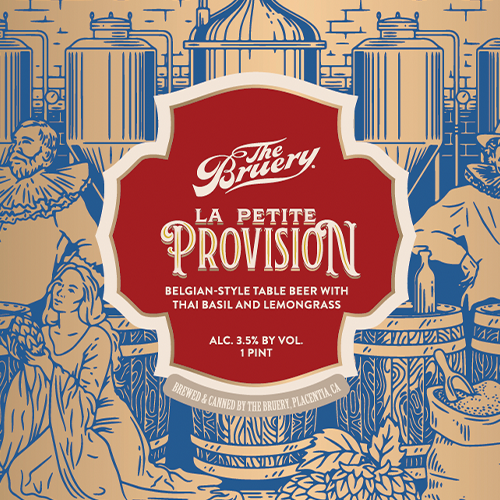 The
Bruery
LA PETITE
PROVISION
BELGIAN-STYLE TABLE BEER WITH
THAI BASIL AND LEMONGRASS
ALC. 3.5% BY VOL.
1 PINT
BREWED & CANNED BY THE BRUERY, PLACENTIA, CA